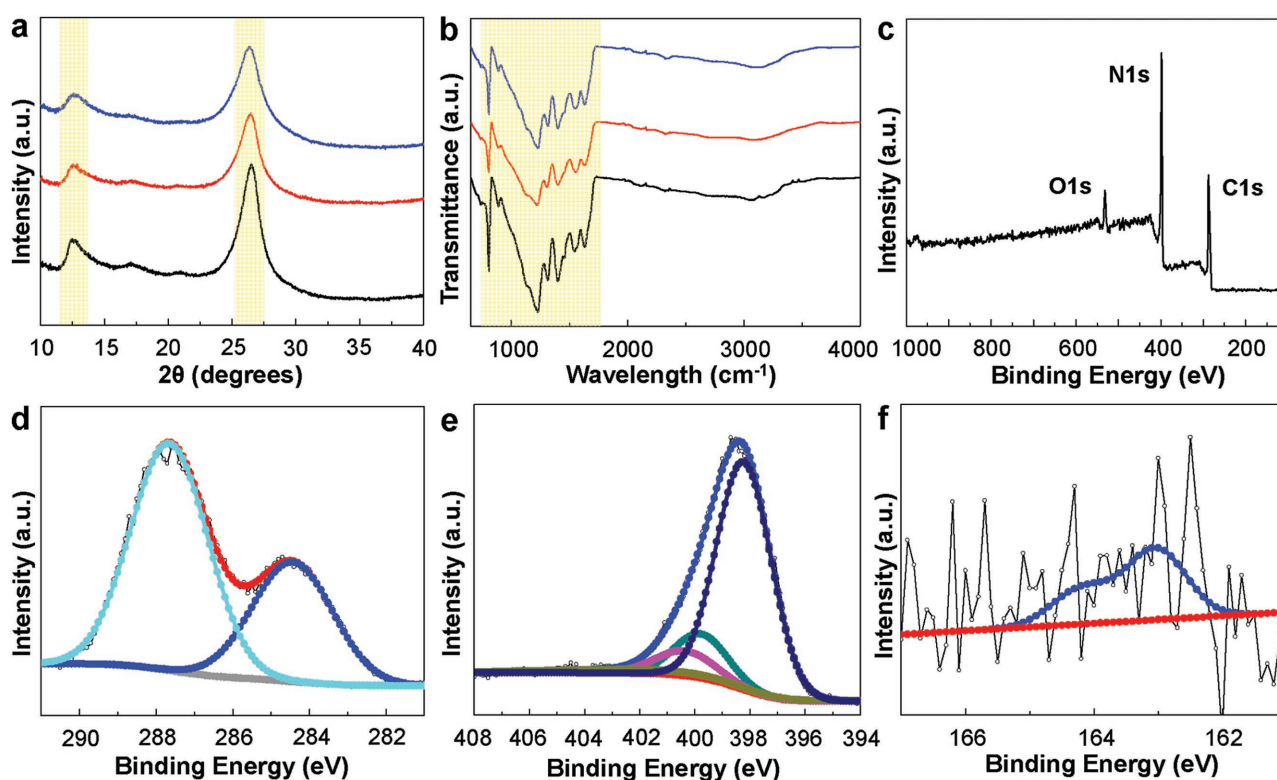 a
Intensity (a.u.)
10 15 20 25 30 35 40
2θ (degrees)
b
Transmittance (a.u.)
1000 2000 3000 4000
Wavelength (cm-1)
c
Intensity (a.u.)
N1s
O1s
C1s
1000 800 600 400 200
Binding Energy (eV)
d
Intensity (a.u.)
290 288 286 284 282
Binding Energy (eV)
e
Intensity (a.u.)
408 406 404 402 400 398 396 394
Binding Energy (eV)
f
Intensity (a.u.)
166 164 162
Binding Energy (eV)